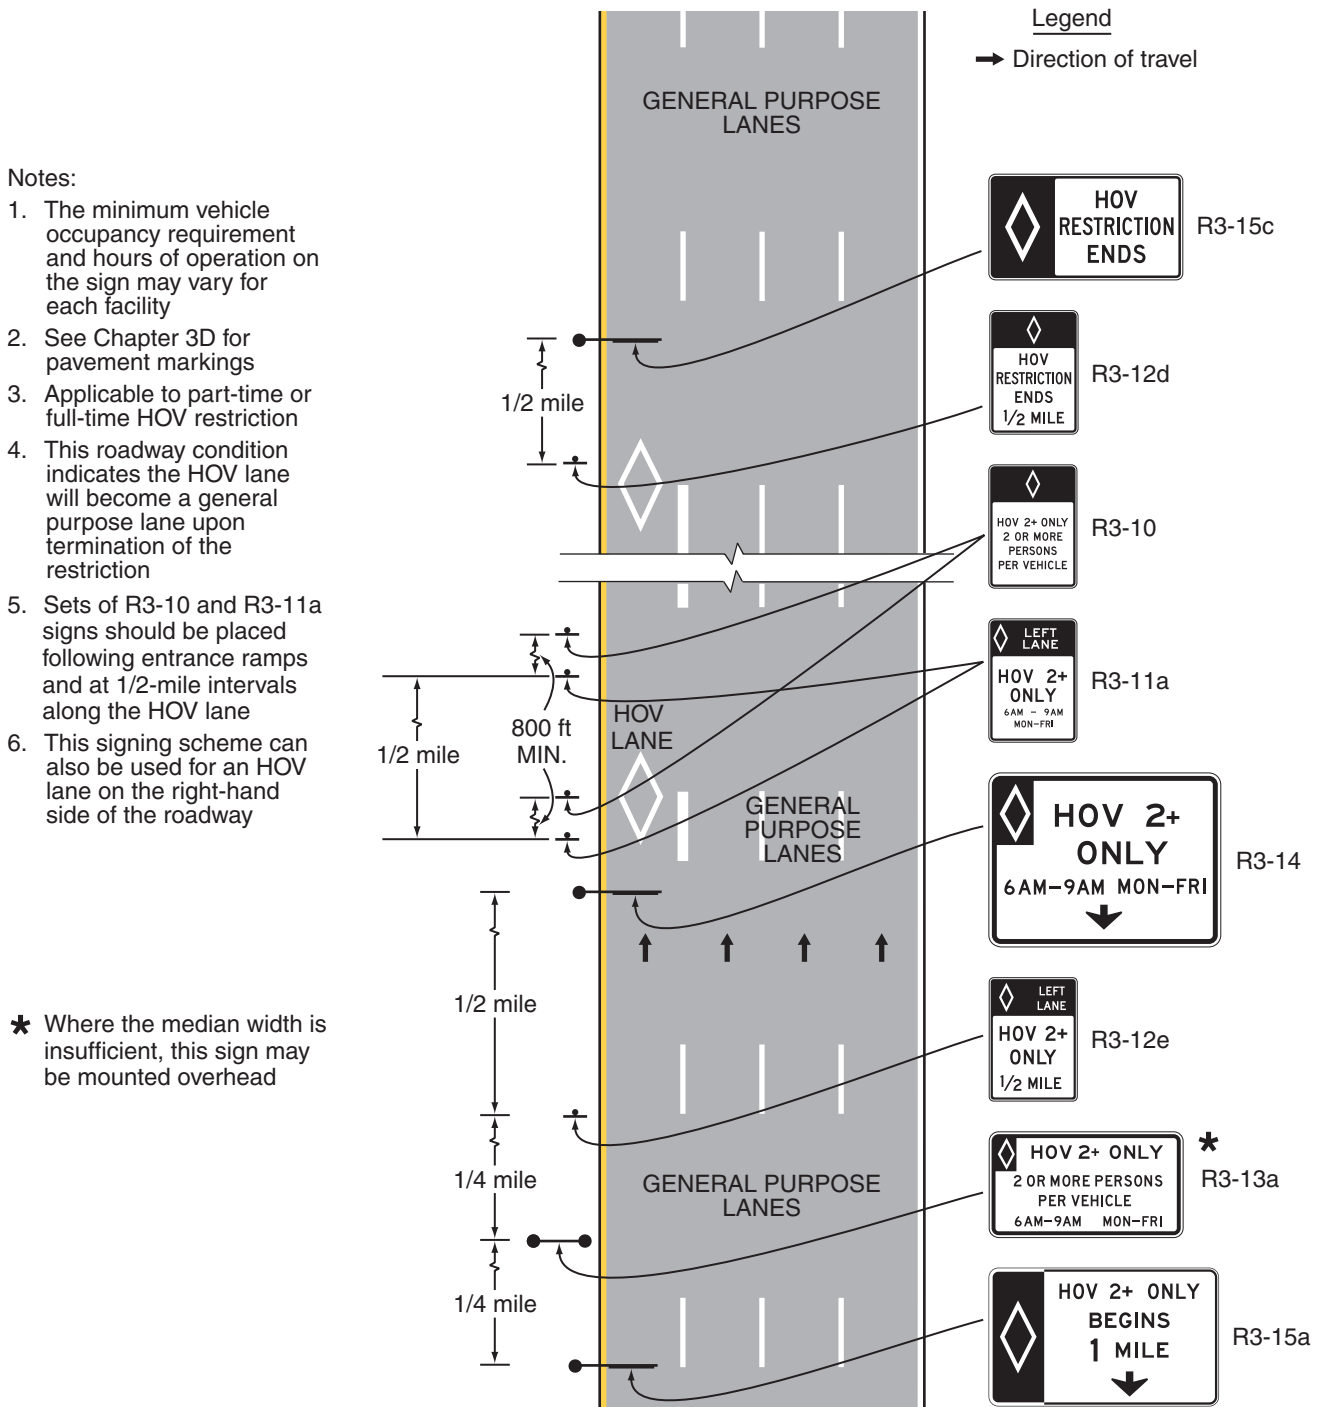 Legend
Direction of travel
Notes:
1. The minimum vehicle
occupancy requirement
and hours of operation on
the sign may vary for
each facility
2. See Chapter 3D for
pavement markings
3. Applicable to part-time or
full-time HOV restriction
4. This roadway condition
indicates the HOV lane
will become a general
purpose lane upon
termination of the
restriction
5. Sets of R3-10 and R3-11a
signs should be placed
following entrance ramps
and at 1/2-mile intervals
along the HOV lane
6. This signing scheme can
also be used for an HOV
lane on the right-hand
side of the roadway
* Where the median width is
insufficient, this sign may
be mounted overhead
GENERAL PURPOSE
LANES
1/2 mile
HOV
LANE
800 ft
MIN.
1/2 mile
GENERAL
PURPOSE
LANES
1/2 mile
1/4 mile
GENERAL PURPOSE
LANES
1/4 mile
HOV
RESTRICTION
ENDS
R3-15c
HOV
RESTRICTION
ENDS
1/2 MILE
R3-12d
HOV 2+ ONLY
2 OR MORE
PERSONS
PER VEHICLE
R3-10
LEFT
LANE
HOV 2+
ONLY
6AM – 9AM
MON–FRI
R3-11a
HOV 2+
ONLY
6AM–9AM MON–FRI
R3-14
LEFT
LANE
HOV 2+
ONLY
1/2 MILE
R3-12e
HOV 2+ ONLY
2 OR MORE PERSONS
PER VEHICLE
6AM–9AM MON–FRI
*
R3-13a
HOV 2+ ONLY
BEGINS
1 MILE
R3-15a